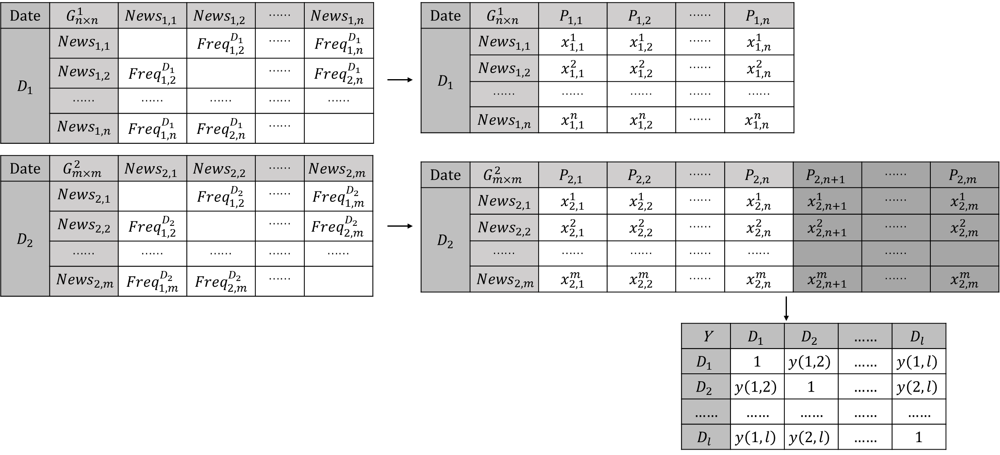 Date $G^1_{n×n}$ $News_{1,1}$ $News_{1,2}$ ⋯⋯ $News_{1,n}$
$News_{1,1}$ $Freq^{D_1}_{1,2}$ ⋯⋯ $Freq^{D_1}_{1,n}$
$News_{1,2}$ $Freq^{D_1}_{1,2}$ ⋯⋯ $Freq^{D_1}_{2,n}$
$D_1$
⋯⋯ ⋯⋯ ⋯⋯ ⋯⋯ ⋯⋯
$News_{1,n}$ $Freq^{D_1}_{1,n}$ $Freq^{D_1}_{2,n}$ ⋯⋯
Date $G^1_{n×n}$ $P_{1,1}$ $P_{1,2}$ ⋯⋯ $P_{1,n}$
$News_{1,1}$ $x^1_{1,1}$ $x^1_{1,2}$ ⋯⋯ $x^1_{1,n}$
$News_{1,2}$ $x^2_{1,1}$ $x^2_{1,2}$ ⋯⋯ $x^2_{1,n}$
$D_1$
⋯⋯ ⋯⋯ ⋯⋯ ⋯⋯ ⋯⋯
$News_{1,n}$ $x^n_{1,1}$ $x^n_{1,2}$ ⋯⋯ $x^n_{1,n}$
Date $G^2_{m×m}$ $News_{2,1}$ $News_{2,2}$ ⋯⋯ $News_{2,m}$
$News_{2,1}$ $Freq^{D_2}_{1,2}$ ⋯⋯ $Freq^{D_2}_{1,m}$
$News_{2,2}$ $Freq^{D_2}_{1,2}$ ⋯⋯ $Freq^{D_2}_{2,m}$
$D_2$
⋯⋯ ⋯⋯ ⋯⋯ ⋯⋯ ⋯⋯
$News_{2,m}$ $Freq^{D_2}_{1,m}$ $Freq^{D_2}_{2,m}$ ⋯⋯
Date $G^2_{m×m}$ $P_{2,1}$ $P_{2,2}$ ⋯⋯ $P_{2,n}$ $P_{2,n+1}$ ⋯⋯ $P_{2,m}$
$News_{2,1}$ $x^1_{2,1}$ $x^1_{2,2}$ ⋯⋯ $x^1_{2,n}$ $x^1_{2,n+1}$ ⋯⋯ $x^1_{2,m}$
$News_{2,2}$ $x^2_{2,1}$ $x^2_{2,2}$ ⋯⋯ $x^2_{2,n}$ $x^2_{2,n+1}$ ⋯⋯ $x^2_{2,m}$
$D_2$
⋯⋯ ⋯⋯ ⋯⋯ ⋯⋯ ⋯⋯ ⋯⋯
$News_{2,m}$ $x^m_{2,1}$ $x^m_{2,2}$ ⋯⋯ $x^m_{2,n}$ $x^m_{2,n+1}$ ⋯⋯ $x^m_{2,m}$
$Y$ $D_1$ $D_2$ …… $D_l$
$D_1$ 1 $y(1,2)$ …… $y(1,l)$
$D_2$ $y(1,2)$ 1 …… $y(2,l)$
…… …… …… …… ……
$D_l$ $y(1,l)$ $y(2,l)$ …… 1